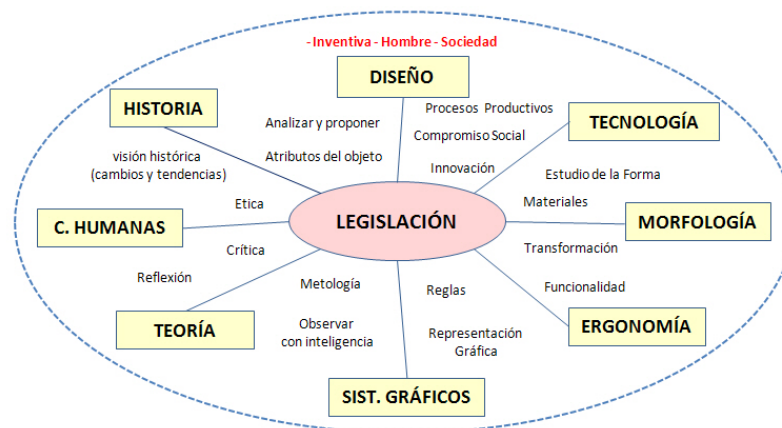 - Inventiva - Hombre - Sociedad
DISEÑO
HISTORIA
Procesos Productivos
TECNOLOGÍA
Analizar y proponer
Compromiso Social
visión histórica
(cambios y tendencias)
Atributos del objeto
Innovación
Estudio de la Forma
Etica
Materiales
C. HUMANAS
LEGISLACIÓN
MORFOLOGÍA
Crítica
Transformación
Reflexión
Metología
Reglas
Funcionalidad
TEORÍA
Observar
con inteligencia
Representación
Gráfica
ERGONOMÍA
SIST. GRÁFICOS